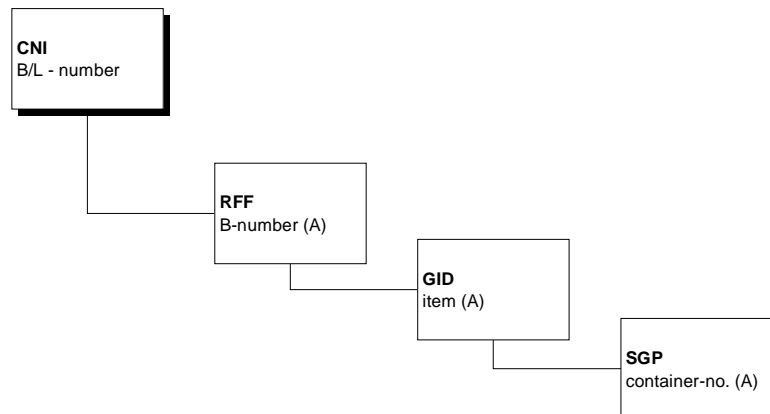 CNI
B/L - number
RFF
B-number (A)
GID
item (A)
SGP
container-no. (A)